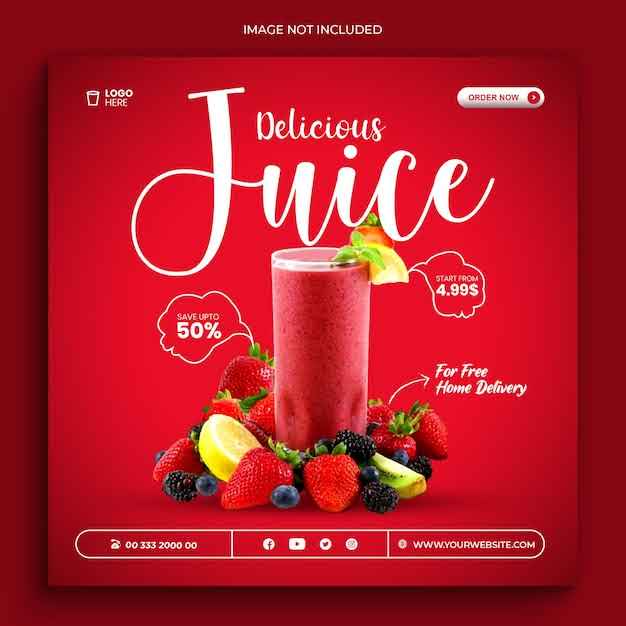 IMAGE NOT INCLUDED
LOGO
HERE
ORDER NOW
Delicious
Juice
START FROM
4.99$
SAVE UPTO
50%
For Free
Home Delivery
00 333 2000 00
WWW.YOURWEBSITE.COM